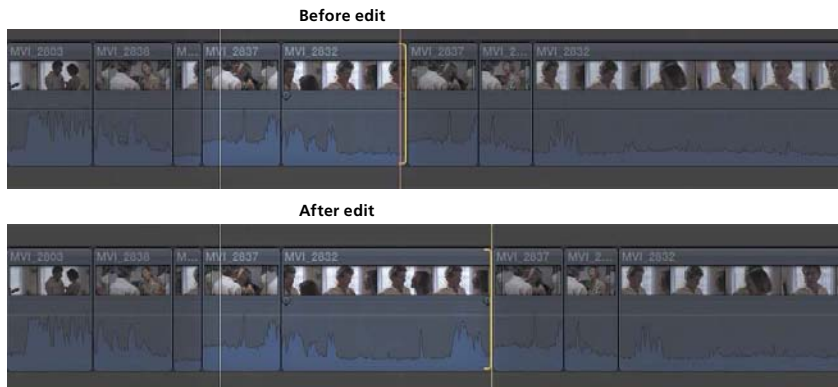 Before edit
MVI_2803 MVI_2836 M... MVI_2837 MVI_2832 MVI_2837 MVI_2... MVI_2832
After edit
MVI_2803 MVI_2836 M... MVI_2837 MVI_2832 MVI_2837 MVI_2... MVI_2832